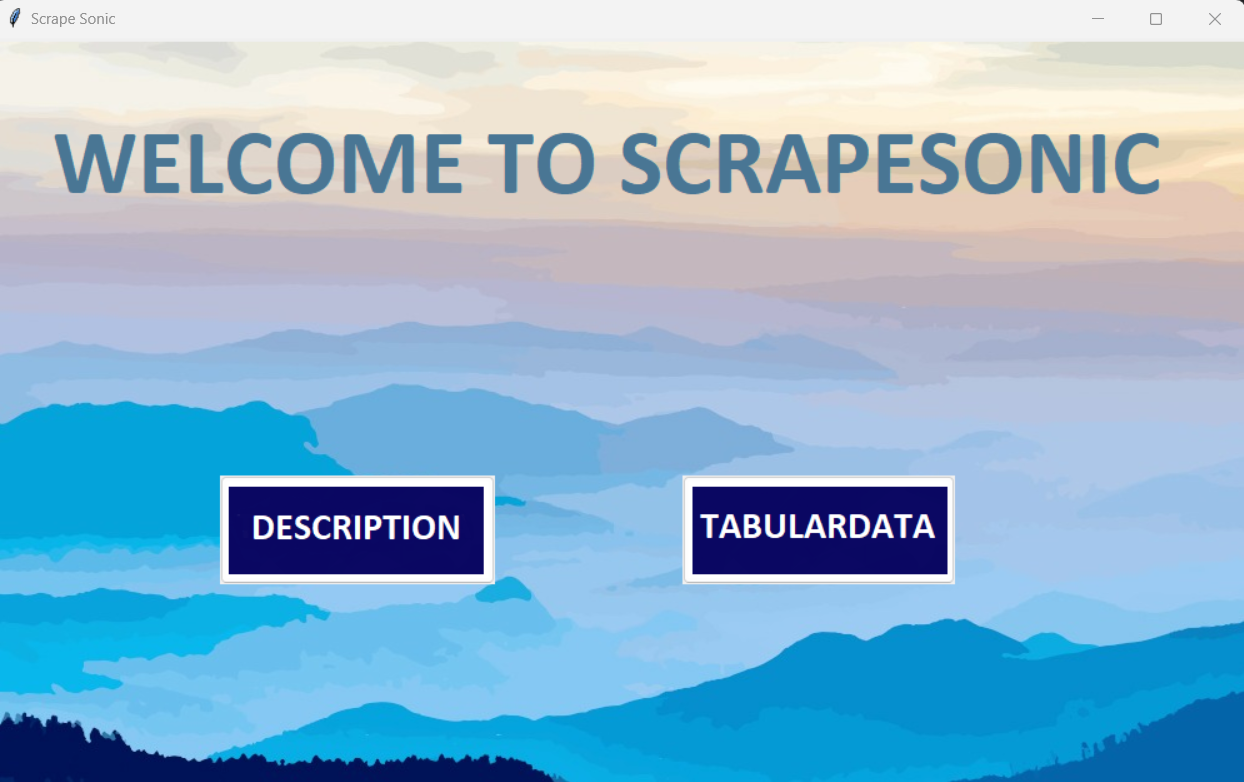 Scrape Sonic
WELCOME TO SCRAPESONIC
DESCRIPTION
TABULARDATA